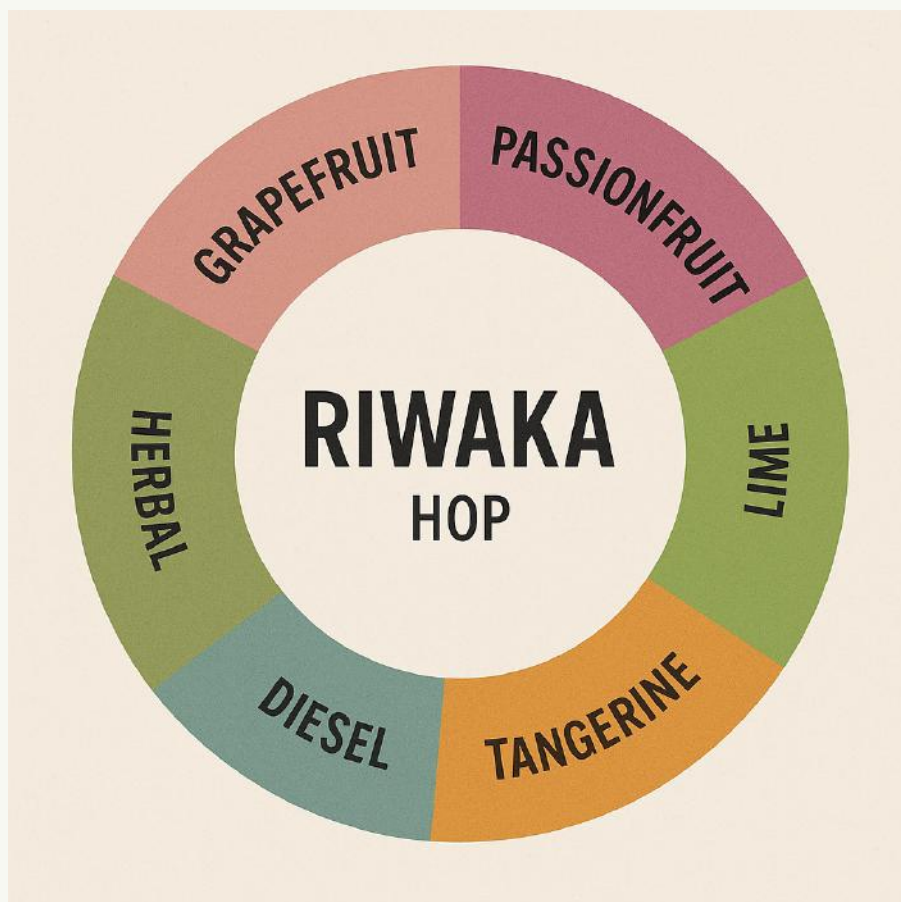 GRAPEFRUIT
PASSIONFRUIT
LIME
TANGERINE
DIESEL
HERBAL
RIWAKA
HOP